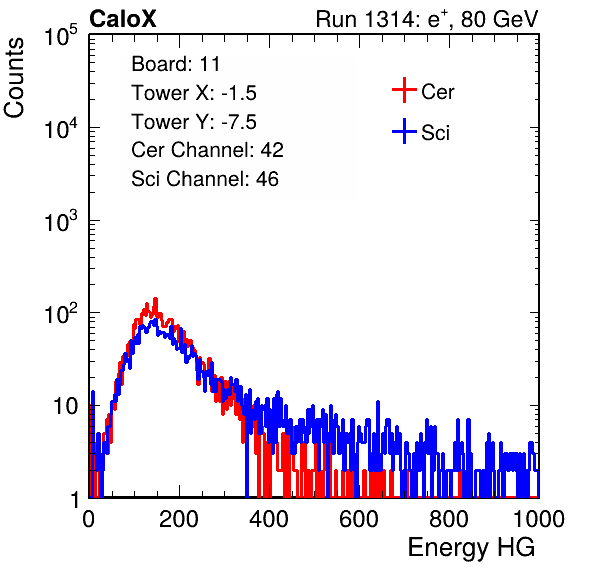 CaloX Run 1314: e⁺, 80 GeV
Counts
Board: 11
Tower X: -1.5
Tower Y: -7.5
Cer Channel: 42
Sci Channel: 46
Cer
Sci
10⁵
10⁴
10³
10²
10
1
0 200 400 600 800 1000
Energy HG